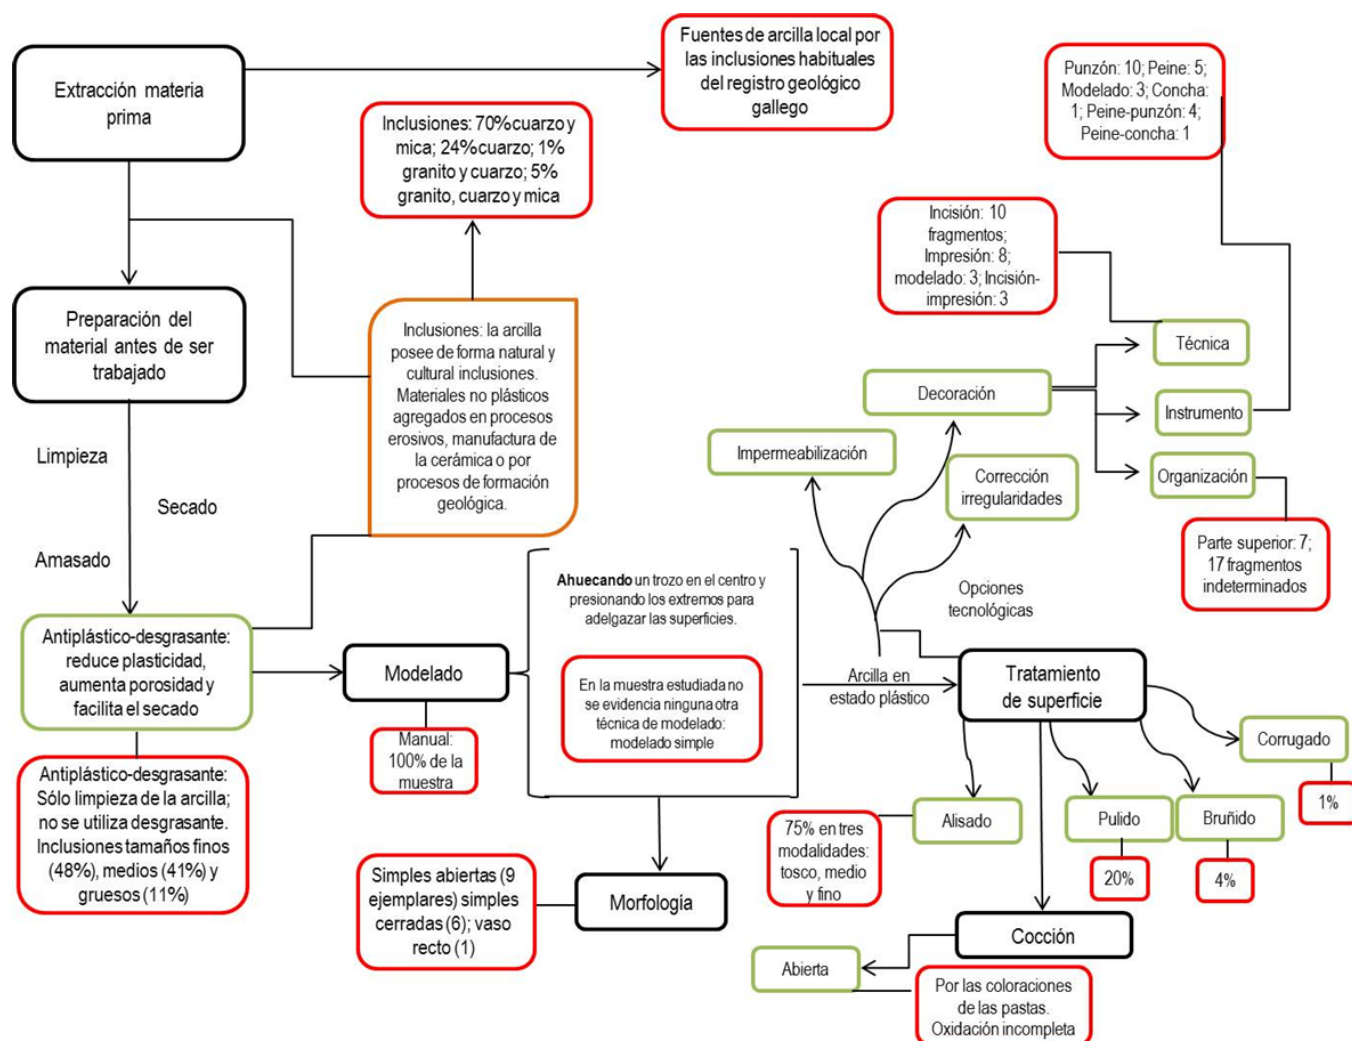 Extracción materia
prima
Fuentes de arcilla local por
las inclusiones habituales
del registro geológico
gallego
Punzón: 10; Peine: 5;
Modelado: 3; Concha:
1; Peine-punzón: 4;
Peine-concha: 1
Inclusiones: 70%cuarzo y
mica; 24%cuarzo; 1%
granito y cuarzo; 5%
granito, cuarzo y mica
Incisión: 10
fragmentos;
Impresión: 8;
modelado: 3; Incisión-
impresión: 3
Preparación del
material antes de ser
trabajado
Inclusiones: la arcilla
posee de forma natural y
cultural inclusiones.
Materiales no plásticos
agregados en procesos
erosivos, manufactura de
la cerámica o por
procesos de formación
geológica.
Técnica
Decoración
Instrumento
Impermeabilización
Corrección
irregularidades
Organización
Limpieza
Secado
Amasado
Parte superior: 7;
17 fragmentos
indeterminados
Ahuecando un trozo en el centro y
presionando los extremos para
adelgazar las superficies.
Opciones
tecnológicas
Antiplástico-desgrasante:
reduce plasticidad,
aumenta porosidad y
facilita el secado
Modelado
En la muestra estudiada no
se evidencia ninguna otra
técnica de modelado:
modelado simple
Arcilla en
estado plástico
Tratamiento
de superficie
Manual:
100% de la
muestra
Corrugado
1%
Antiplástico-desgrasante:
Sólo limpieza de la arcilla;
no se utiliza desgrasante.
Inclusiones tamaños finos
(48%), medios (41%) y
gruesos (11%)
75% en tres
modalidades:
tosco, medio
y fino
Alisado
Pulido
Bruñido
20%
4%
Simples abiertas (9
ejemplares) simples
cerradas (6); vaso
recto (1)
Morfologia
Cocción
Abierta
Por las coloraciones
de las pastas.
Oxidación incompleta